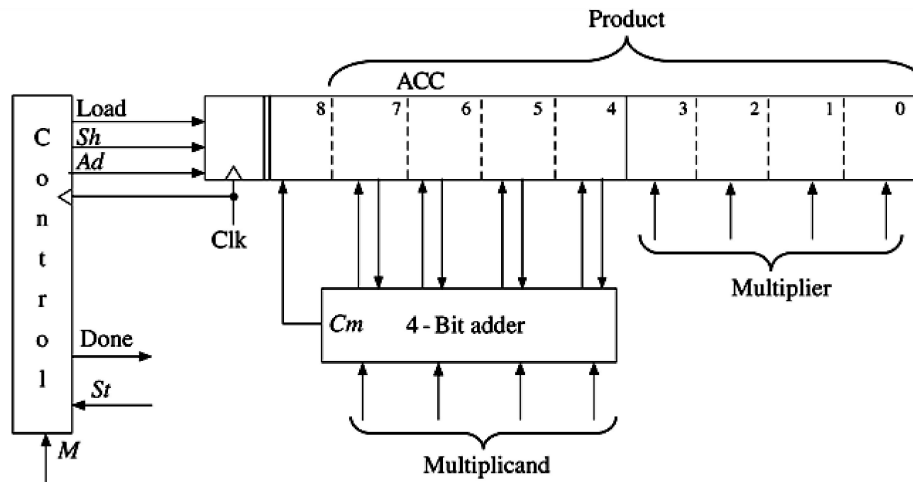 Product
ACC
8 7 6 5 4 3 2 1 0
Load
Sh
Ad
Control
Clk
Multiplier
Cm 4-Bit adder
Done
St
M
Multiplicand